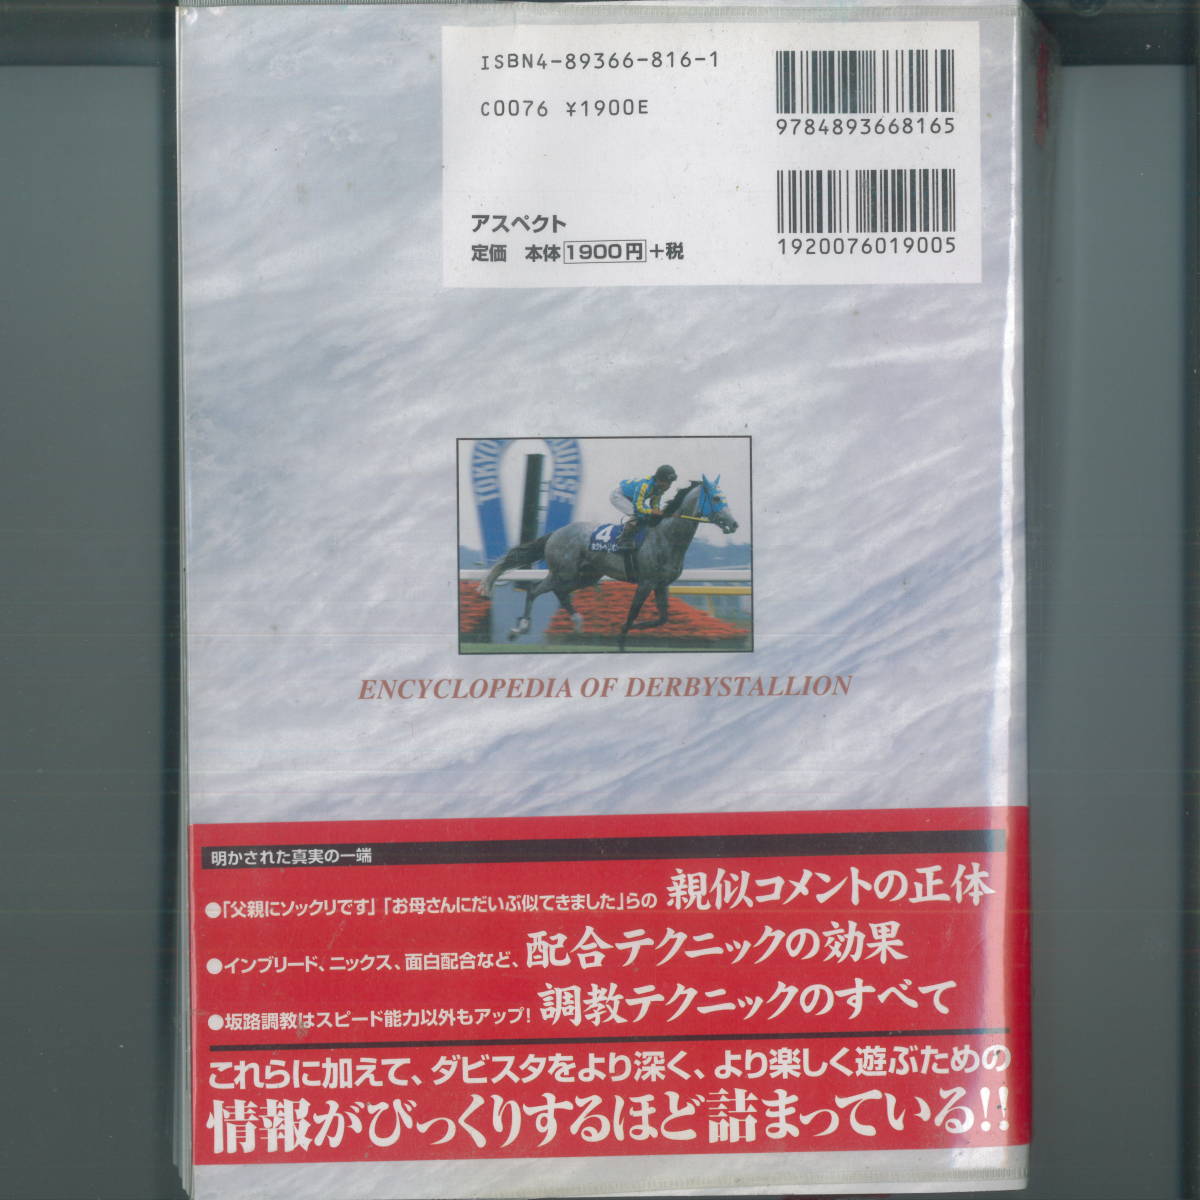 ISBN4-89366-816-1
C0076 ¥1900E
9784893668165
1920076019005
アスペクト
定価 本体1900円+税
TOKYO
4
ENCYCLOPEDIA OF DERBYSTALLION
明かされた真実の一端
●「父親にソックリです」「お母さんにだいぶ似てきました」らの 親似コメントの正体
●インブリード、ニックス、面白配合など、配合テクニックの効果
●坂路調教はスピード能力以外もアップ! 調教テクニックのすべて
これらに加えて、ダビスタをより深く、より楽しく遊ぶための
情報がびっくりするほど詰まっている!!